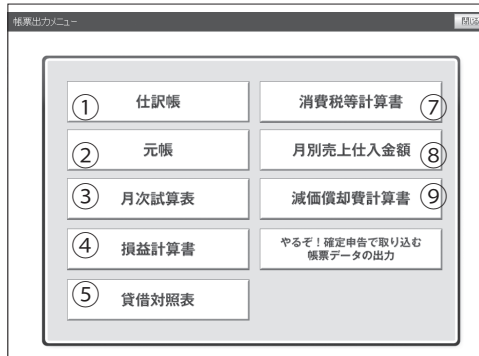 帳票出力メニュー
閉じる
① 仕訳帳
② 元帳
③ 月次試算表
④ 損益計算書
⑤ 貸借対照表
消費税等計算書 ⑦
月別売上仕入金額 ⑧
減価償却費計算書 ⑨
やるぞ！確定申告で取り込む
帳票データの出力